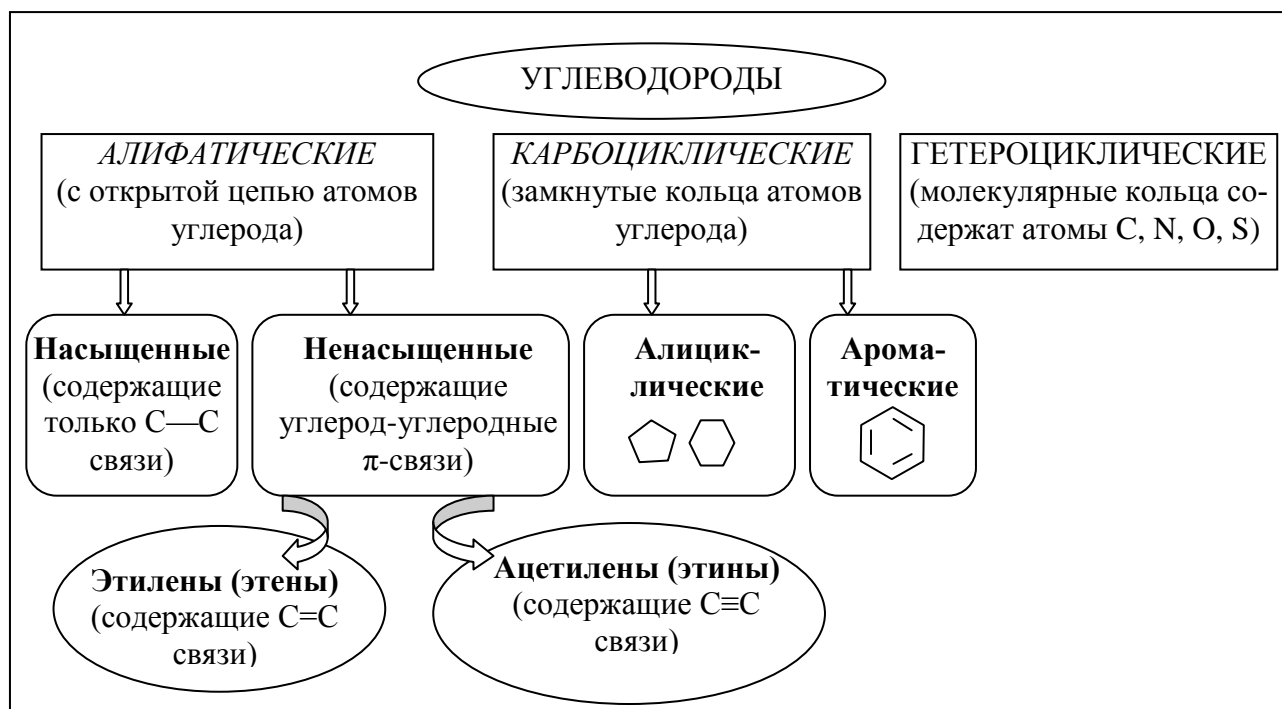 УГЛЕВОДОРОДЫ
АЛИФАТИЧЕСКИЕ
(с открытой цепью атомов
углерода)
КАРБОЦИКЛИЧЕСКИЕ
(замкнутые кольца атомов
углерода)
ГЕТЕРОЦИКЛИЧЕСКИЕ
(молекулярные кольца со-
держат атомы C, N, O, S)
Насыщенные
(содержащие
только С—С
связи)
Ненасыщенные
(содержащие
углерод-углеродные
π-связи)
Алицик-
лические
Арома-
тические
Этилены (этены)
(содержащие С=С
связи)
Ацетилены (этины)
(содержащие С≡С
связи)